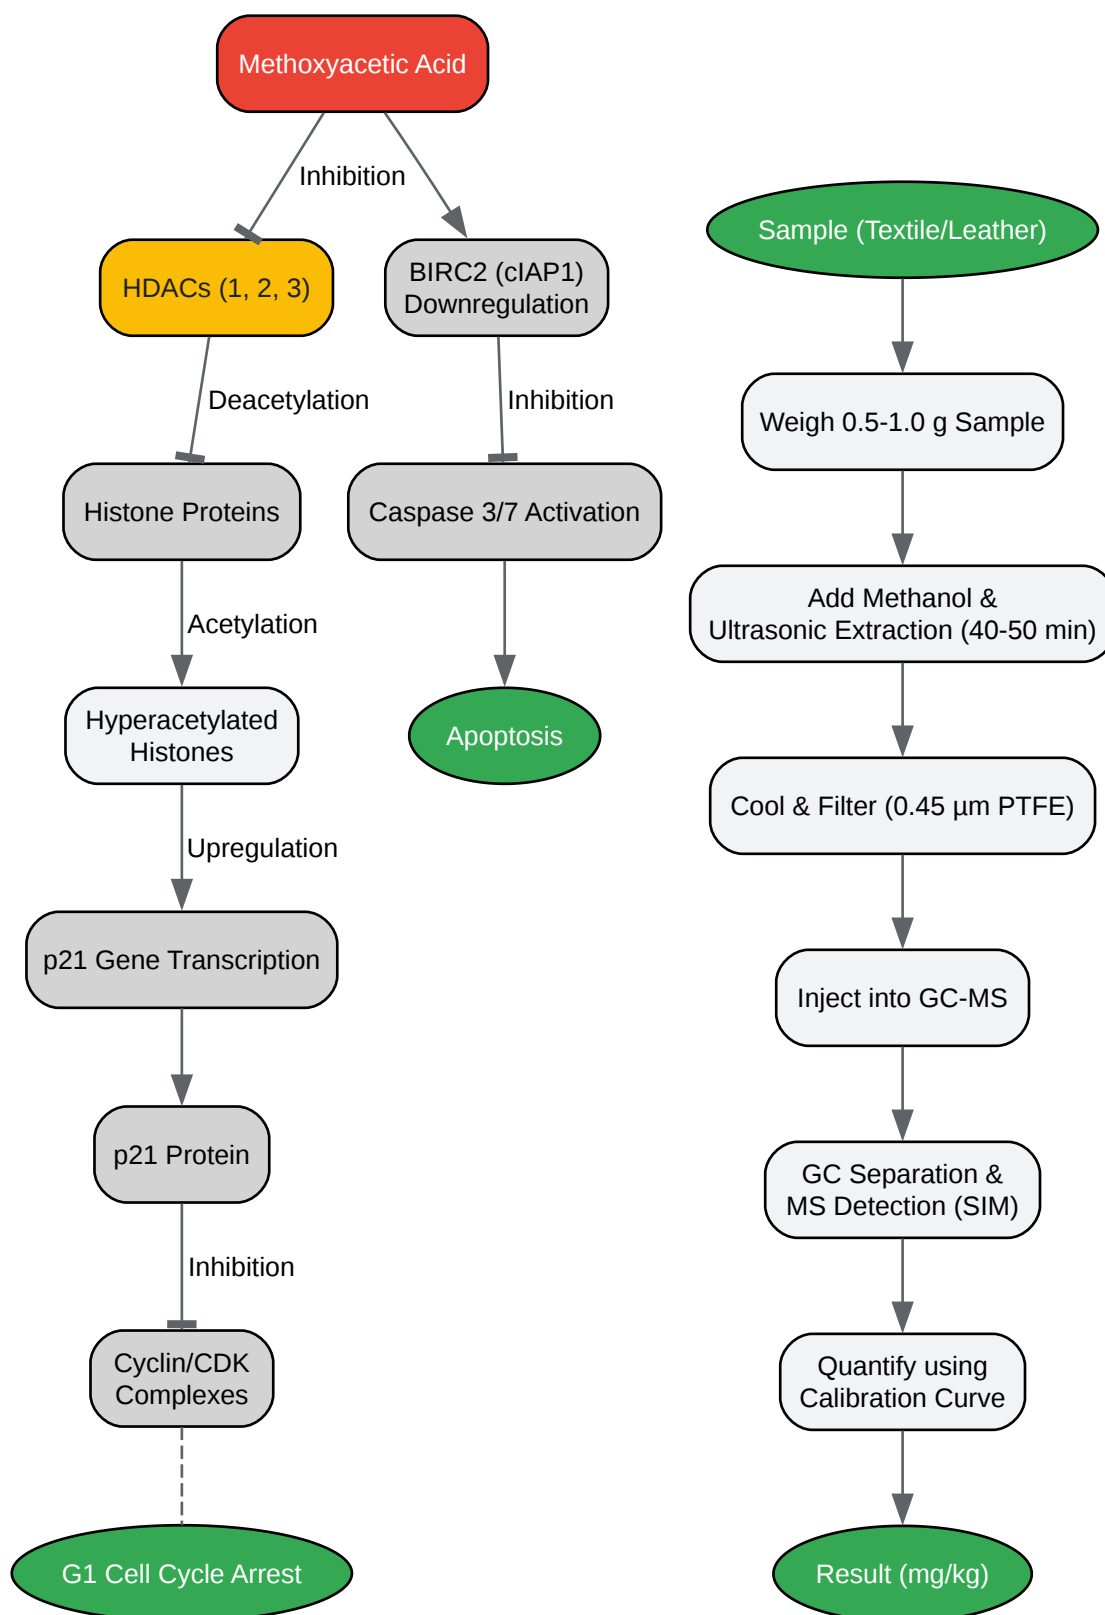 Methoxyacetic Acid
Inhibition
HDACs (1, 2, 3)
BIRC2 (cIAP1)
Downregulation
Deacetylation
Inhibition
Histone Proteins
Caspase 3/7 Activation
Acetylation
Hyperacetylated
Histones
Apoptosis
Upregulation
p21 Gene Transcription
p21 Protein
Inhibition
Cyclin/CDK
Complexes
G1 Cell Cycle Arrest
Sample (Textile/Leather)
Weigh 0.5-1.0 g Sample
Add Methanol &
Ultrasonic Extraction (40-50 min)
Cool & Filter (0.45 µm PTFE)
Inject into GC-MS
GC Separation &
MS Detection (SIM)
Quantify using
Calibration Curve
Result (mg/kg)